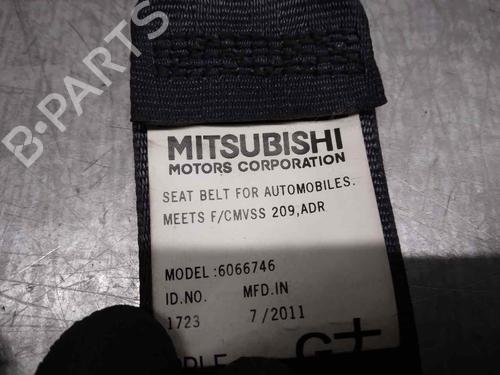 B-PARTS
MITSUBISHI
MOTORS CORPORATION
SEAT BELT FOR AUTOMOBILES.
MEETS F/CMVSS 209,ADR
MODEL:6066746
ID.NO. MFD.IN
1723 7/2011